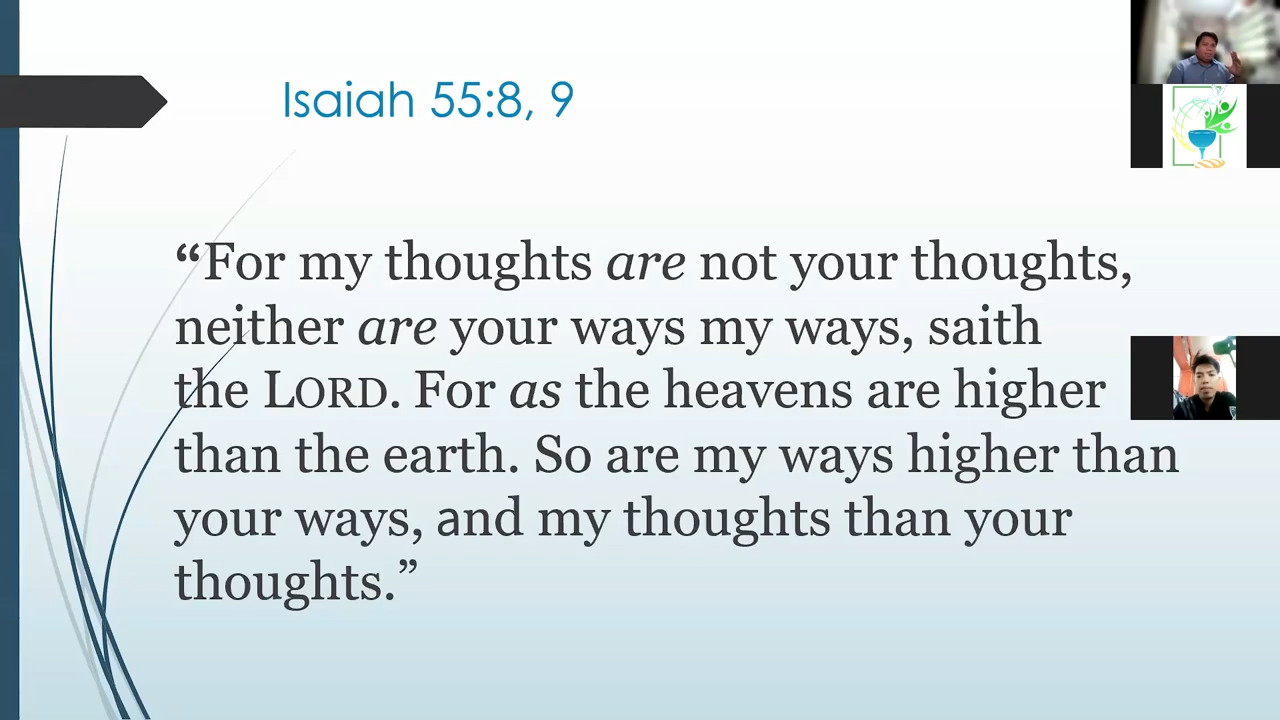 Isaiah 55:8, 9
“For my thoughts are not your thoughts,
neither are your ways my ways, saith
the LORD. For as the heavens are higher
than the earth. So are my ways higher than
your ways, and my thoughts than your
thoughts.”